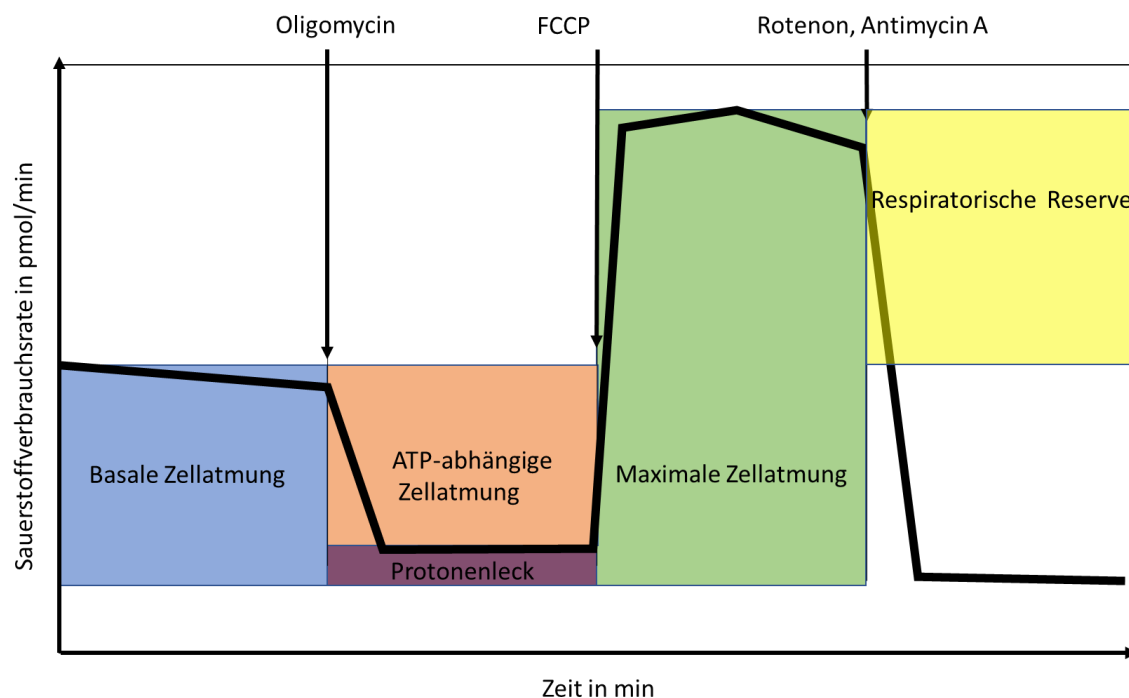 Oligomycin
FCCP
Rotenon, Antimycin A
Sauerstoffverbrauchsrate in pmol/min
Respiratorische Reserve
Basale Zellatmung
ATP-abhängige
Zellatmung
Maximale Zellatmung
Protonenleck
Zeit in min